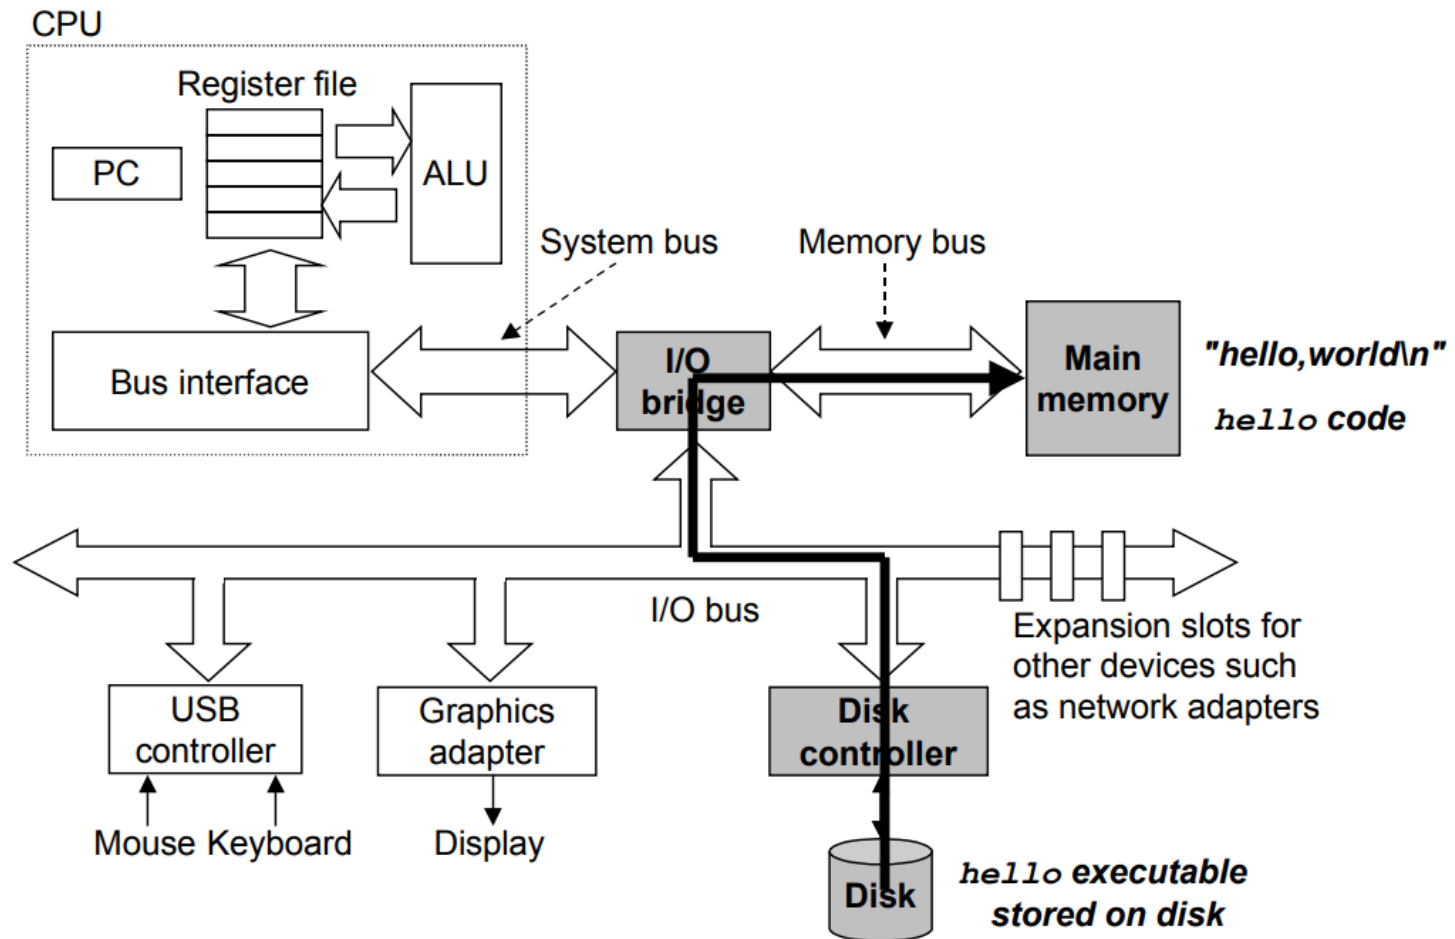 CPU
Register file
PC
ALU
System bus
Memory bus
Bus interface
I/O
bridge
Main
memory
"hello,world\n"
hello code
I/O bus
Expansion slots for
other devices such
as network adapters
USB
controller
Graphics
adapter
Disk
controller
Mouse Keyboard
Display
Disk
hello executable
stored on disk